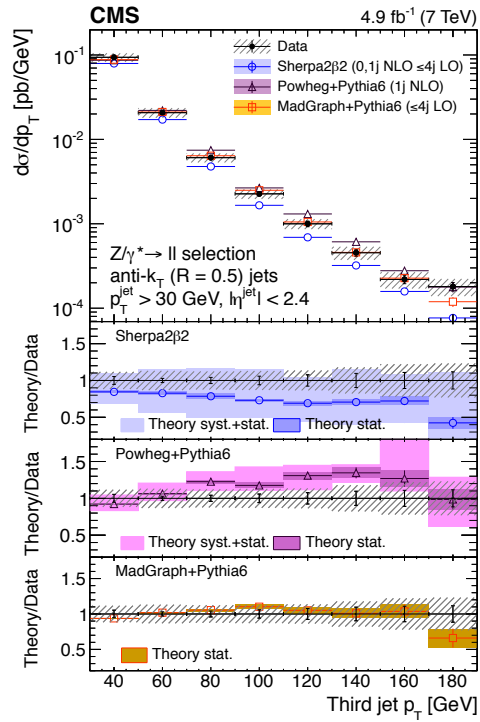 CMS 4.9 fb⁻¹ (7 TeV)
dσ/dp_T [pb/GeV]
10⁻¹
10⁻²
10⁻³
10⁻⁴
Data
Sherpa2β2 (0,1j NLO ≤4j LO)
Powheg+Pythia6 (1j NLO)
MadGraph+Pythia6 (≤4j LO)
Z/γ*→ ll selection
anti-k_T (R = 0.5) jets
p_T^jet > 30 GeV, |η^jet| < 2.4
Theory/Data
Sherpa2β2
1.5
1
0.5
Theory syst.+stat. Theory stat.
Theory/Data
Powheg+Pythia6
1.5
1
0.5
Theory syst.+stat. Theory stat.
Theory/Data
MadGraph+Pythia6
1.5
1
0.5
Theory stat.
40 60 80 100 120 140 160 180
Third jet p_T [GeV]